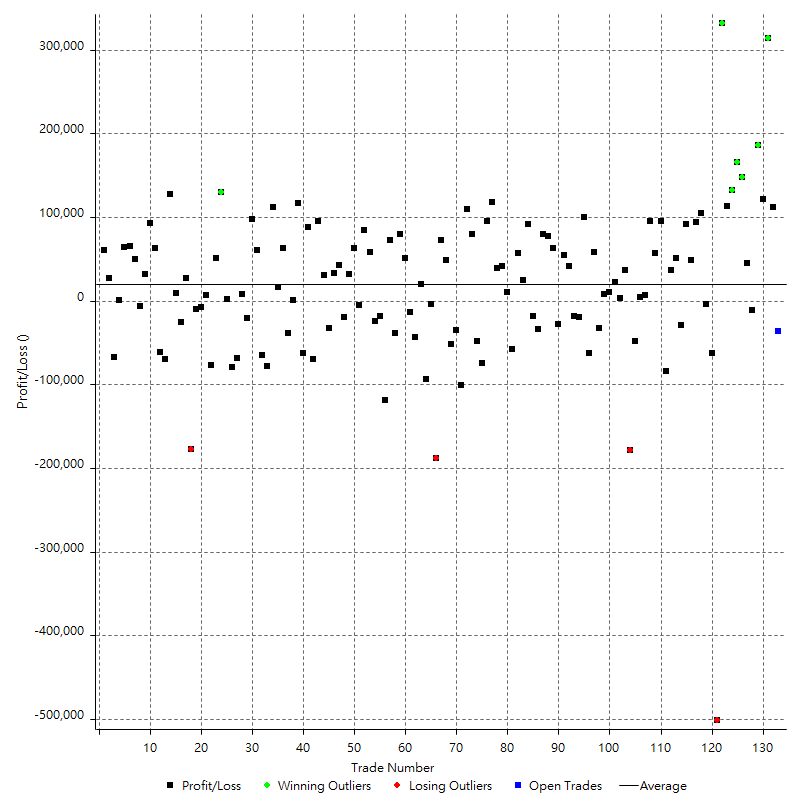 300,000
200,000
100,000
0
-100,000
-200,000
-300,000
-400,000
-500,000
Profit/Loss ()
10 20 30 40 50 60 70 80 90 100 110 120 130
Trade Number
Profit/Loss Winning Outliers Losing Outliers Open Trades Average